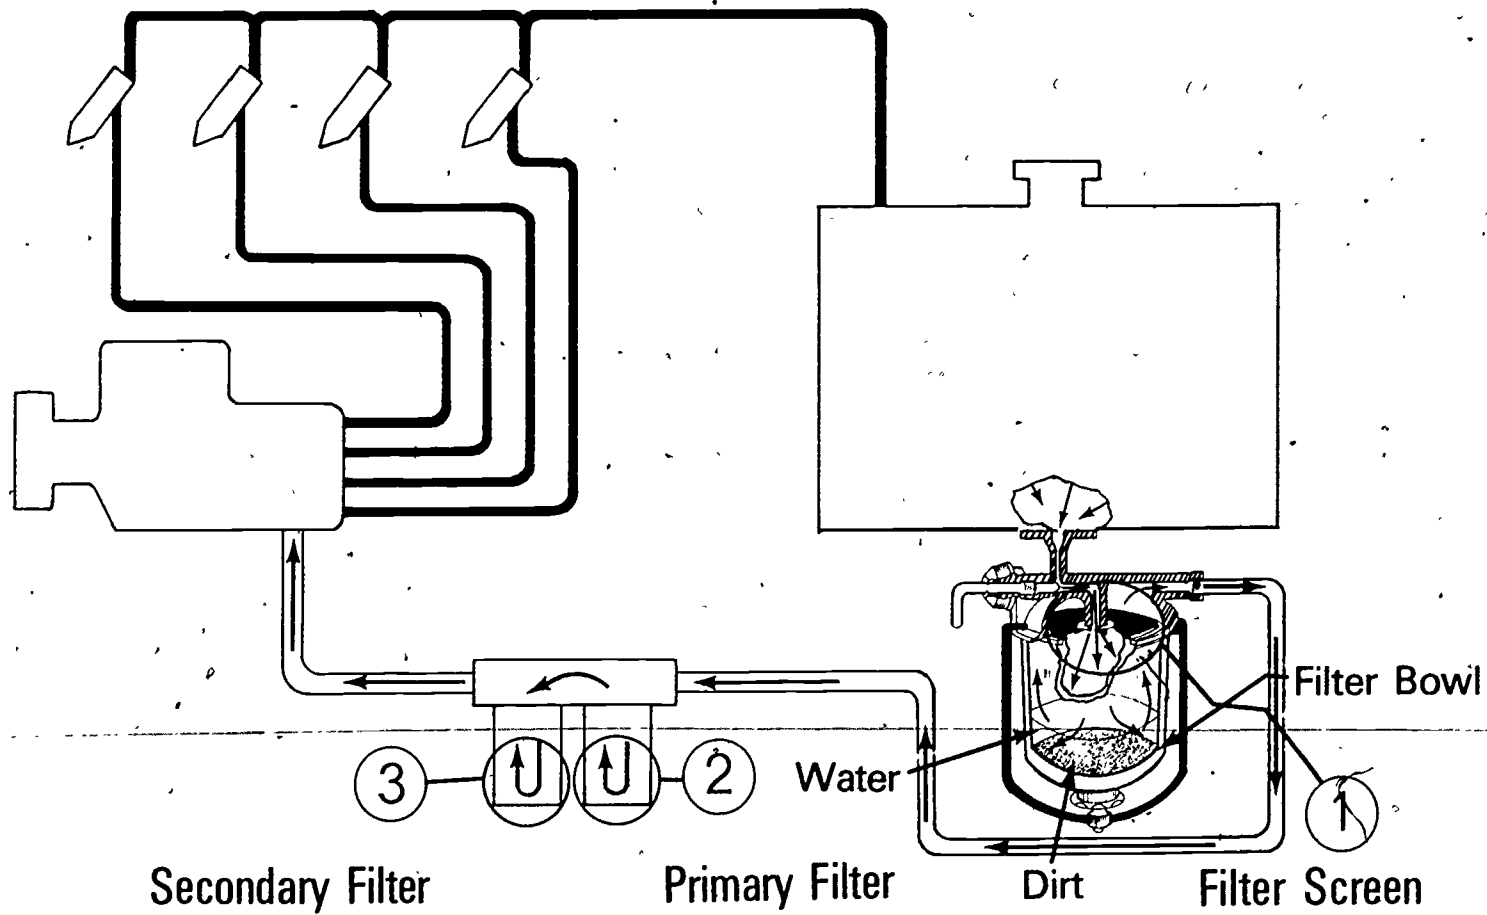 Filter Bowl
3
2
Water
1
Secondary Filter
Primary Filter
Dirt
Filter Screen